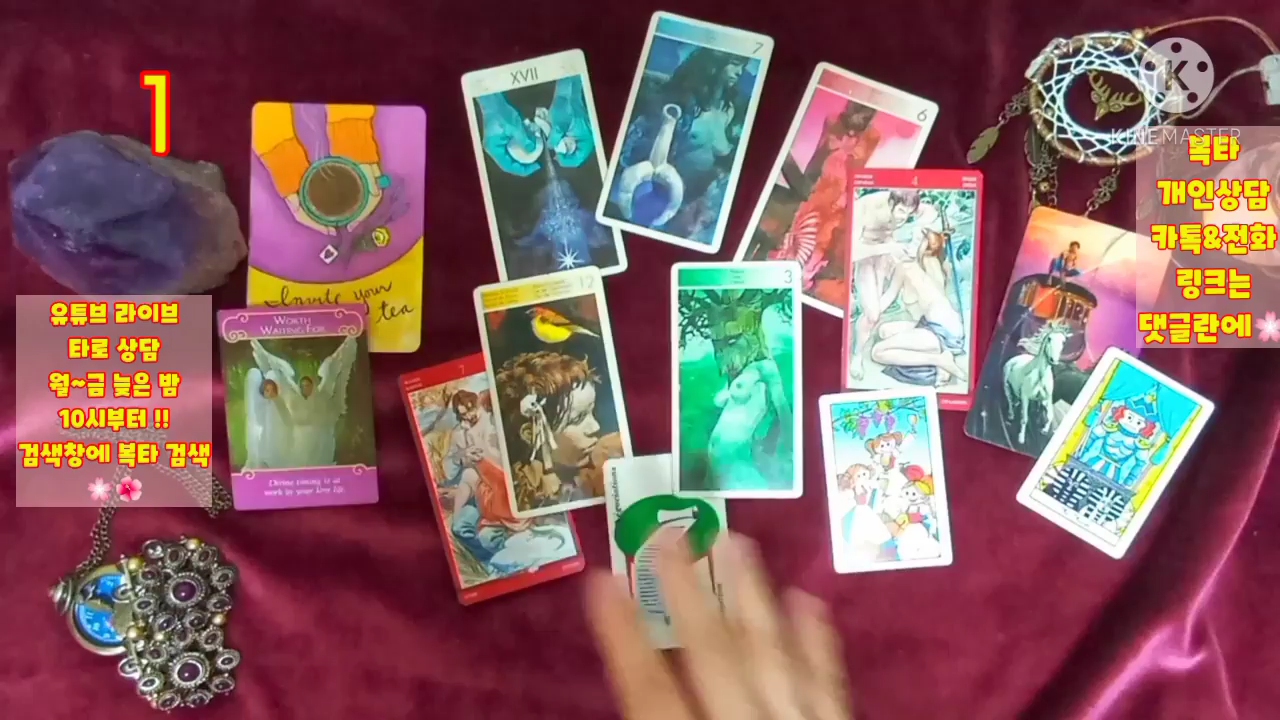 1
유튜브 라이브
타로 상담
월~금 늦은 밤
10시부터 !!
검색창에 복타 검색
Invite your
tea
WORTH
WAITING FOR
Divine timing is at
work in your love life.
XVII
7
6
4
12
3
7
KINEMASTER
복타
개인상담
카톡&전화
링크는
댓글란에